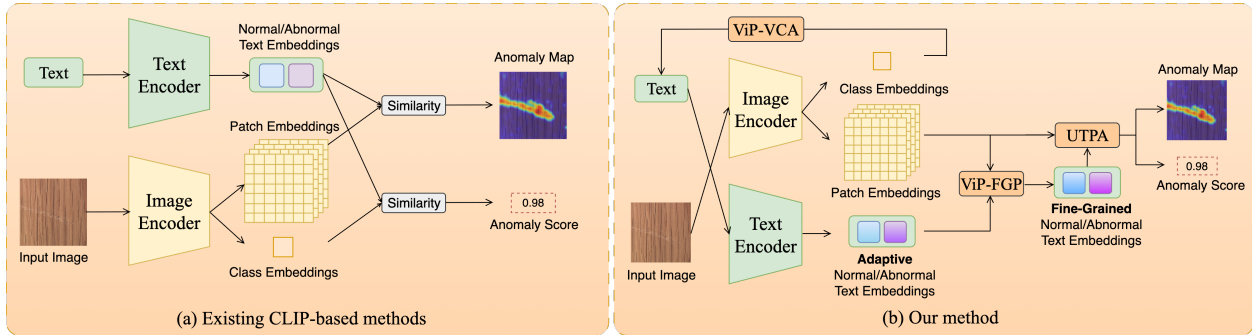 Text
Text
Encoder
Normal/Abnormal
Text Embeddings
Anomaly Map
Similarity
Patch Embeddings
Image
Encoder
Input Image
Similarity
0.98
Anomaly Score
Class Embeddings
(a) Existing CLIP-based methods
ViP-VCA
Text
Image
Encoder
Class Embeddings
Anomaly Map
UTPA
Patch Embeddings
ViP-FGP
0.98
Anomaly Score
Input Image
Text
Encoder
Adaptive
Normal/Abnormal
Text Embeddings
Fine-Grained
Normal/Abnormal
Text Embeddings
(b) Our method